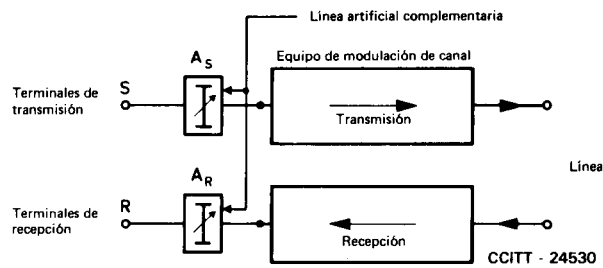 Línea artificial complementaria
A_S
Equipo de modulación de canal
Terminales de
transmisión
S
Transmisión
Línea
A_R
Terminales de
recepción
R
Recepción
CCITT - 24530